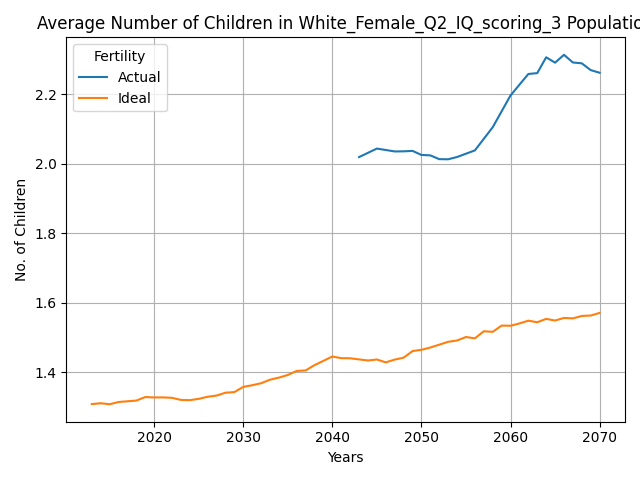 Average Number of Children in White_Female_Q2_IQ_scoring_3 Populatio
Fertility
Actual
Ideal
2.2
2.0
1.8
1.6
1.4
No. of Children
2020 2030 2040 2050 2060 2070
Years